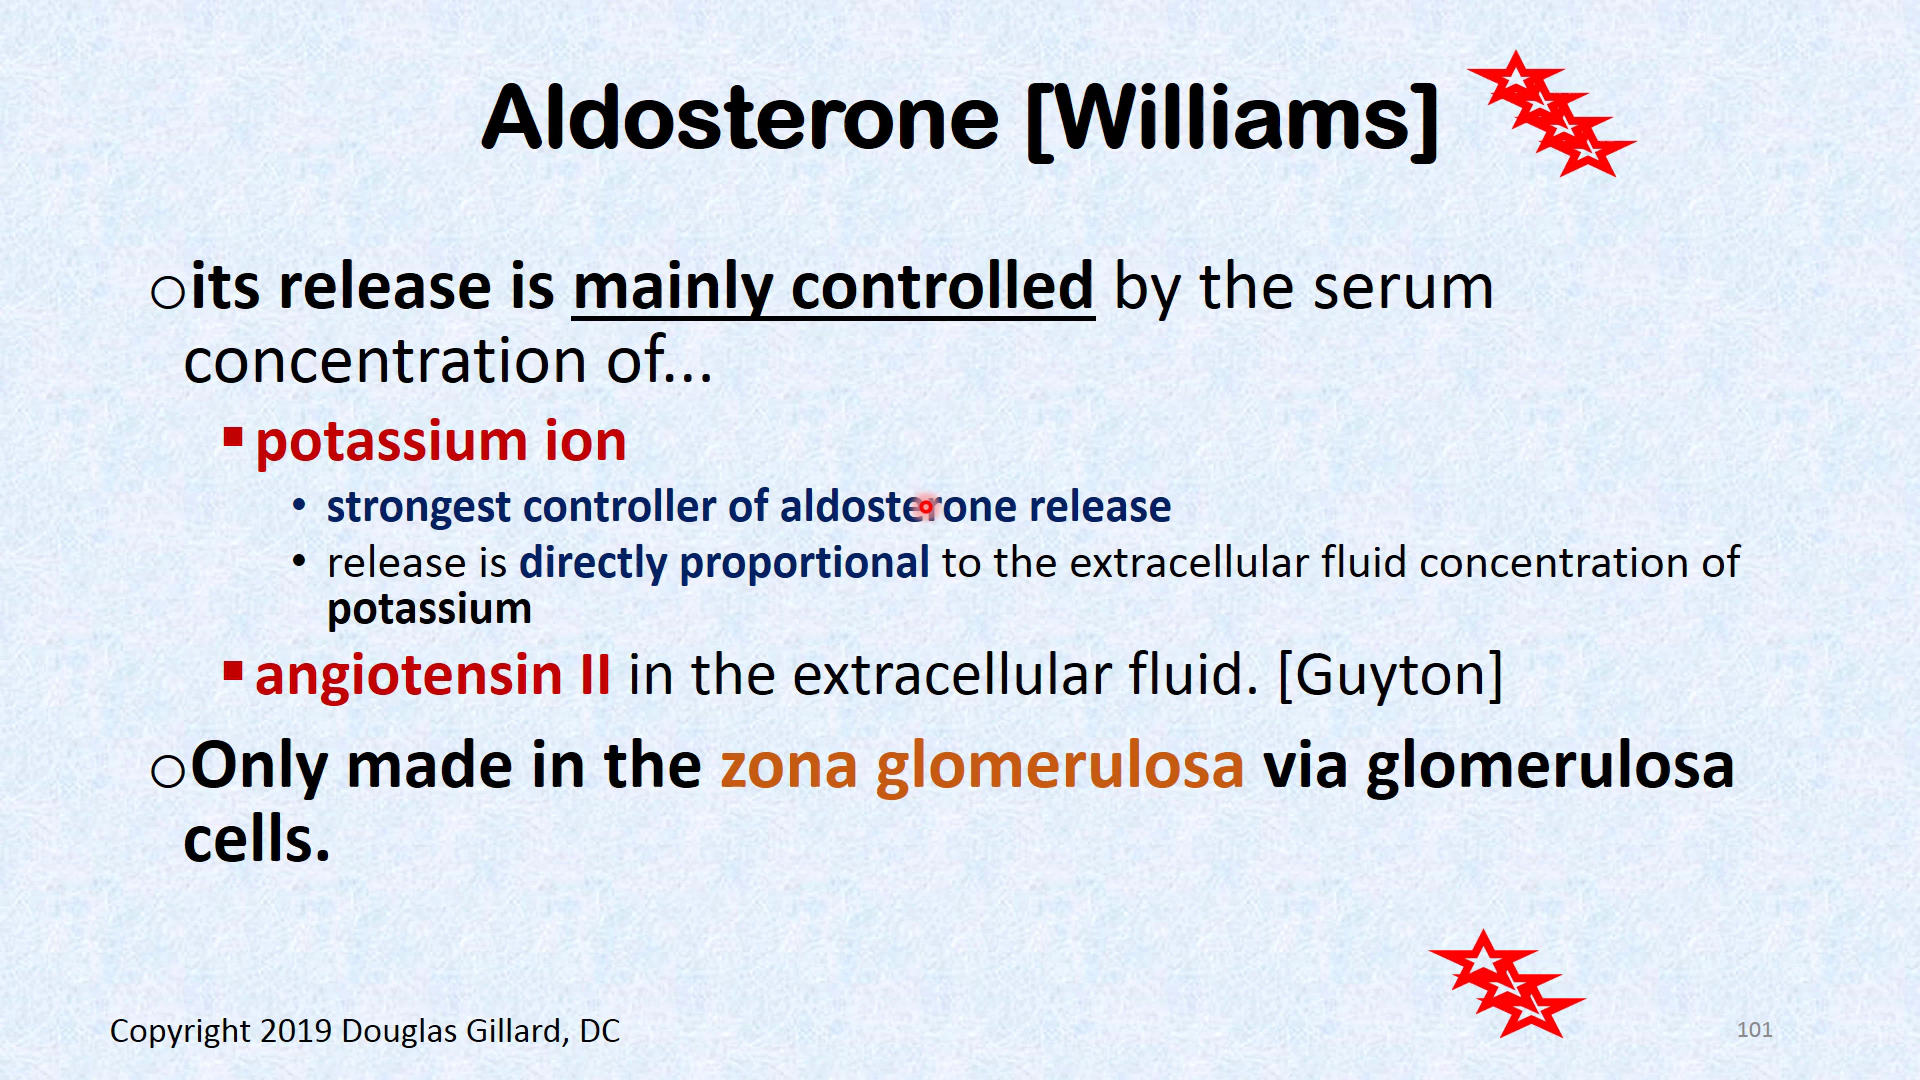 Aldosterone [Williams]
its release is mainly controlled by the serum
concentration of...
potassium ion
• strongest controller of aldosterone release
• release is directly proportional to the extracellular fluid concentration of
potassium
angiotensin II in the extracellular fluid. [Guyton]
Only made in the zona glomerulosa via glomerulosa
cells.
Copyright 2019 Douglas Gillard, DC
101